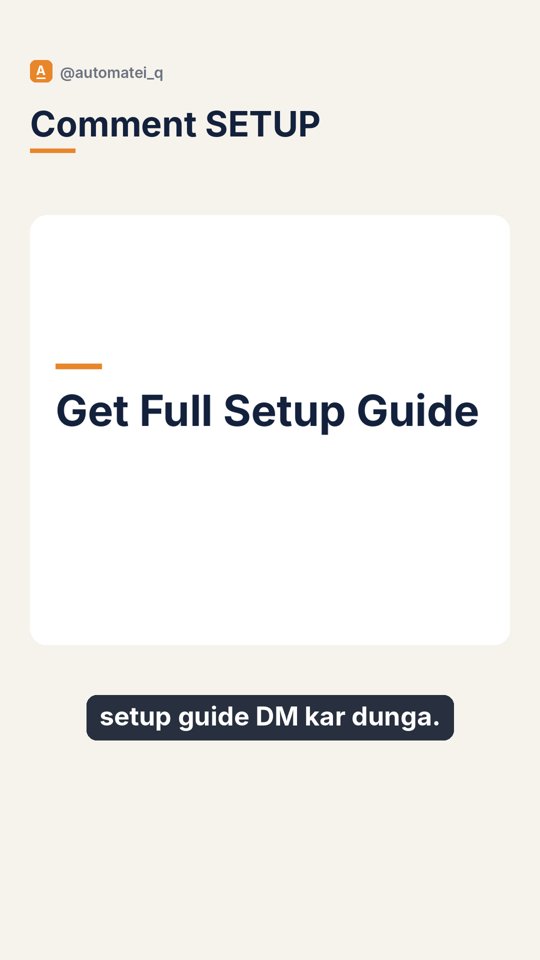 A
@automatei_q
Comment SETUP
Get Full Setup Guide
setup guide DM kar dunga.